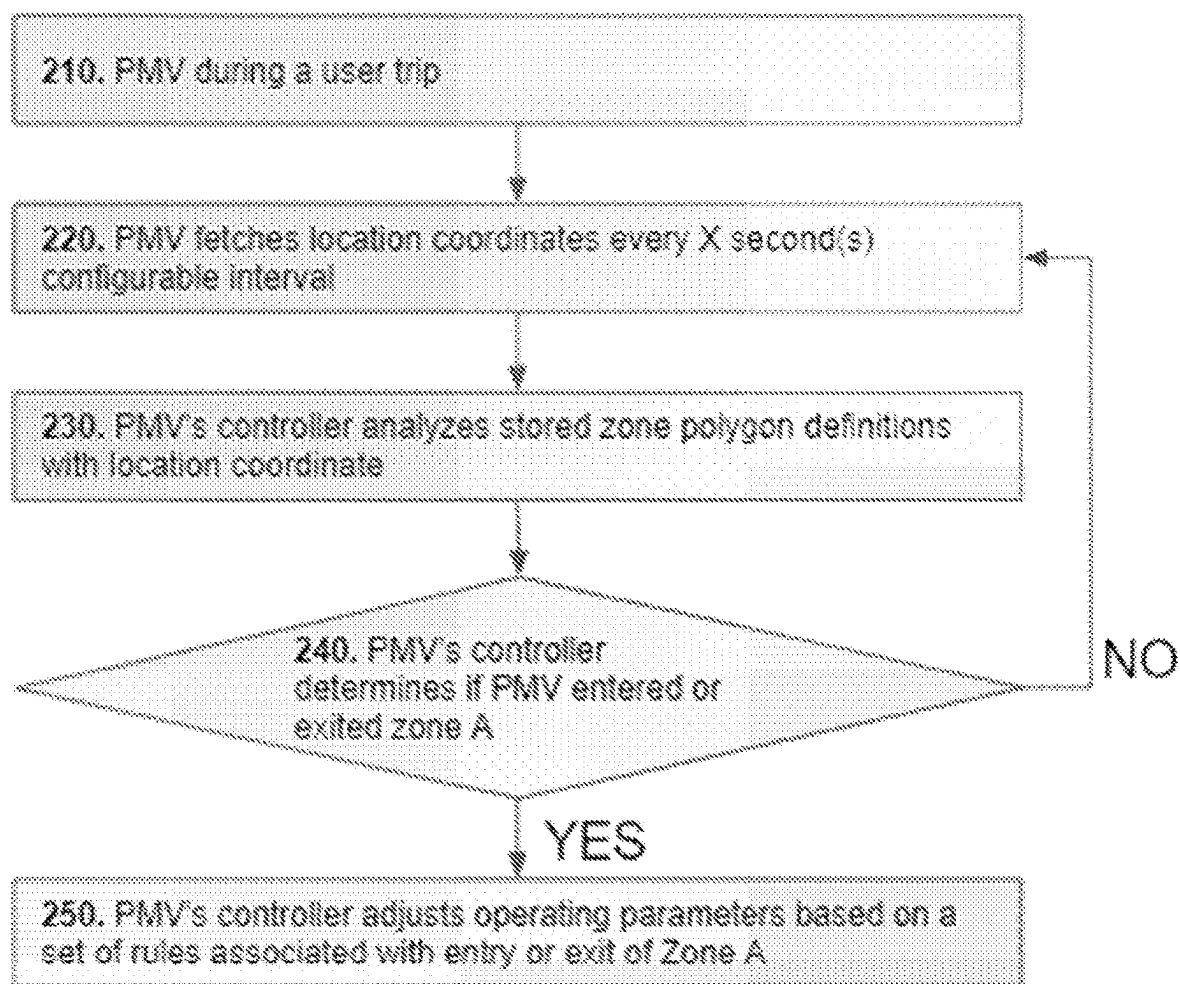 210. PMV during a user trip
220. PMV fetches location coordinates every X second(s)
configurable interval
230. PMV's controller analyzes stored zone polygon definitions
with location coordinate
240. PMV's controller
determines if PMV entered or
exited zone A
NO
YES
250. PMV's controller adjusts operating parameters based on a
set of rules associated with entry or exit of Zone A